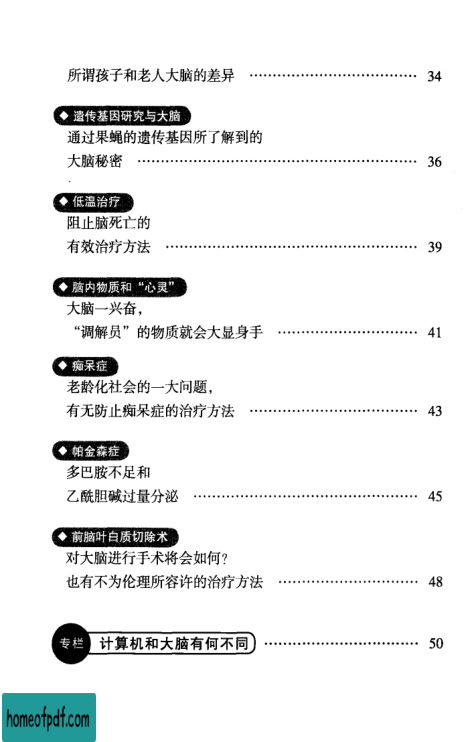 所谓孩子和老人大脑的差异 ………………………………… 34
◆ 遗传基因研究与大脑
通过果蝇的遗传基因所了解到的
大脑秘密 ………………………………………………… 36
◆ 低温治疗
阻止脑死亡的
有效治疗方法 …………………………………………… 39
◆ 脑内物质和“心灵”
大脑一兴奋，
“调解员”的物质就会大显身手 ………………………… 41
◆ 痴呆症
老龄化社会的一大问题，
有无防止痴呆症的治疗方法 ……………………………… 43
◆ 帕金森症
多巴胺不足和
乙酰胆碱过量分泌 ………………………………………… 45
◆ 前脑叶白质切除术
对大脑进行手术将会如何？
也有不为伦理所容许的治疗方法 ………………………… 48
专栏 计算机和大脑有何不同 …………………………… 50
homeofpdf.com